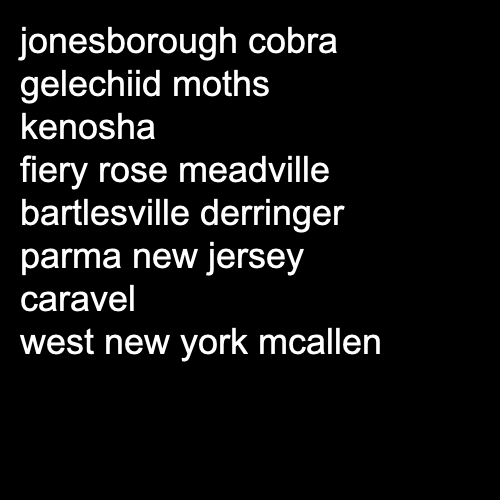 jonesborough cobra
gelechiid moths
kenosha
fiery rose meadville
bartlesville derringer
parma new jersey
caravel
west new york mcallen